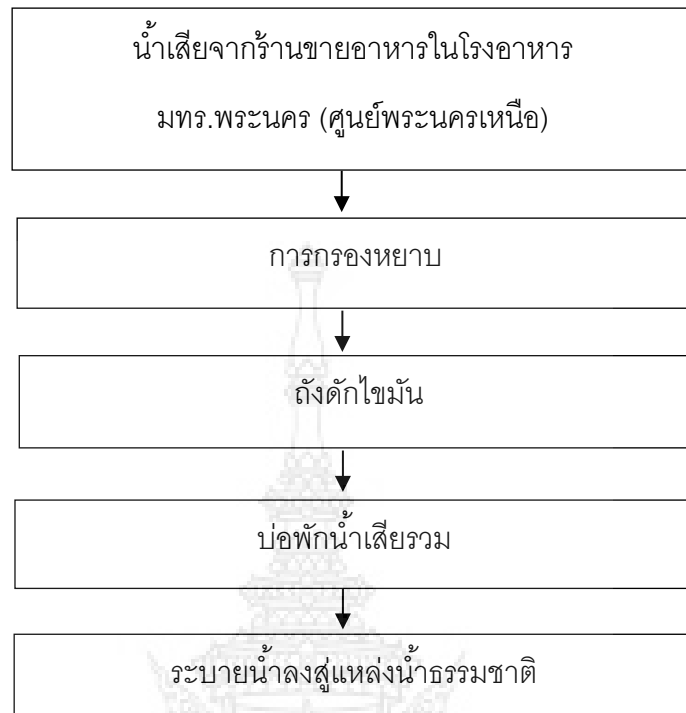 น้ำเสียจากร้านขายอาหารในโรงอาหาร
มทร.พระนคร (ศูนย์พระนครเหนือ)
การกรองหยาบ
ถังดักไขมัน
บ่อพักน้ำเสียรวม
ระบายน้ำลงสู่แหล่งน้ำธรรมชาติ